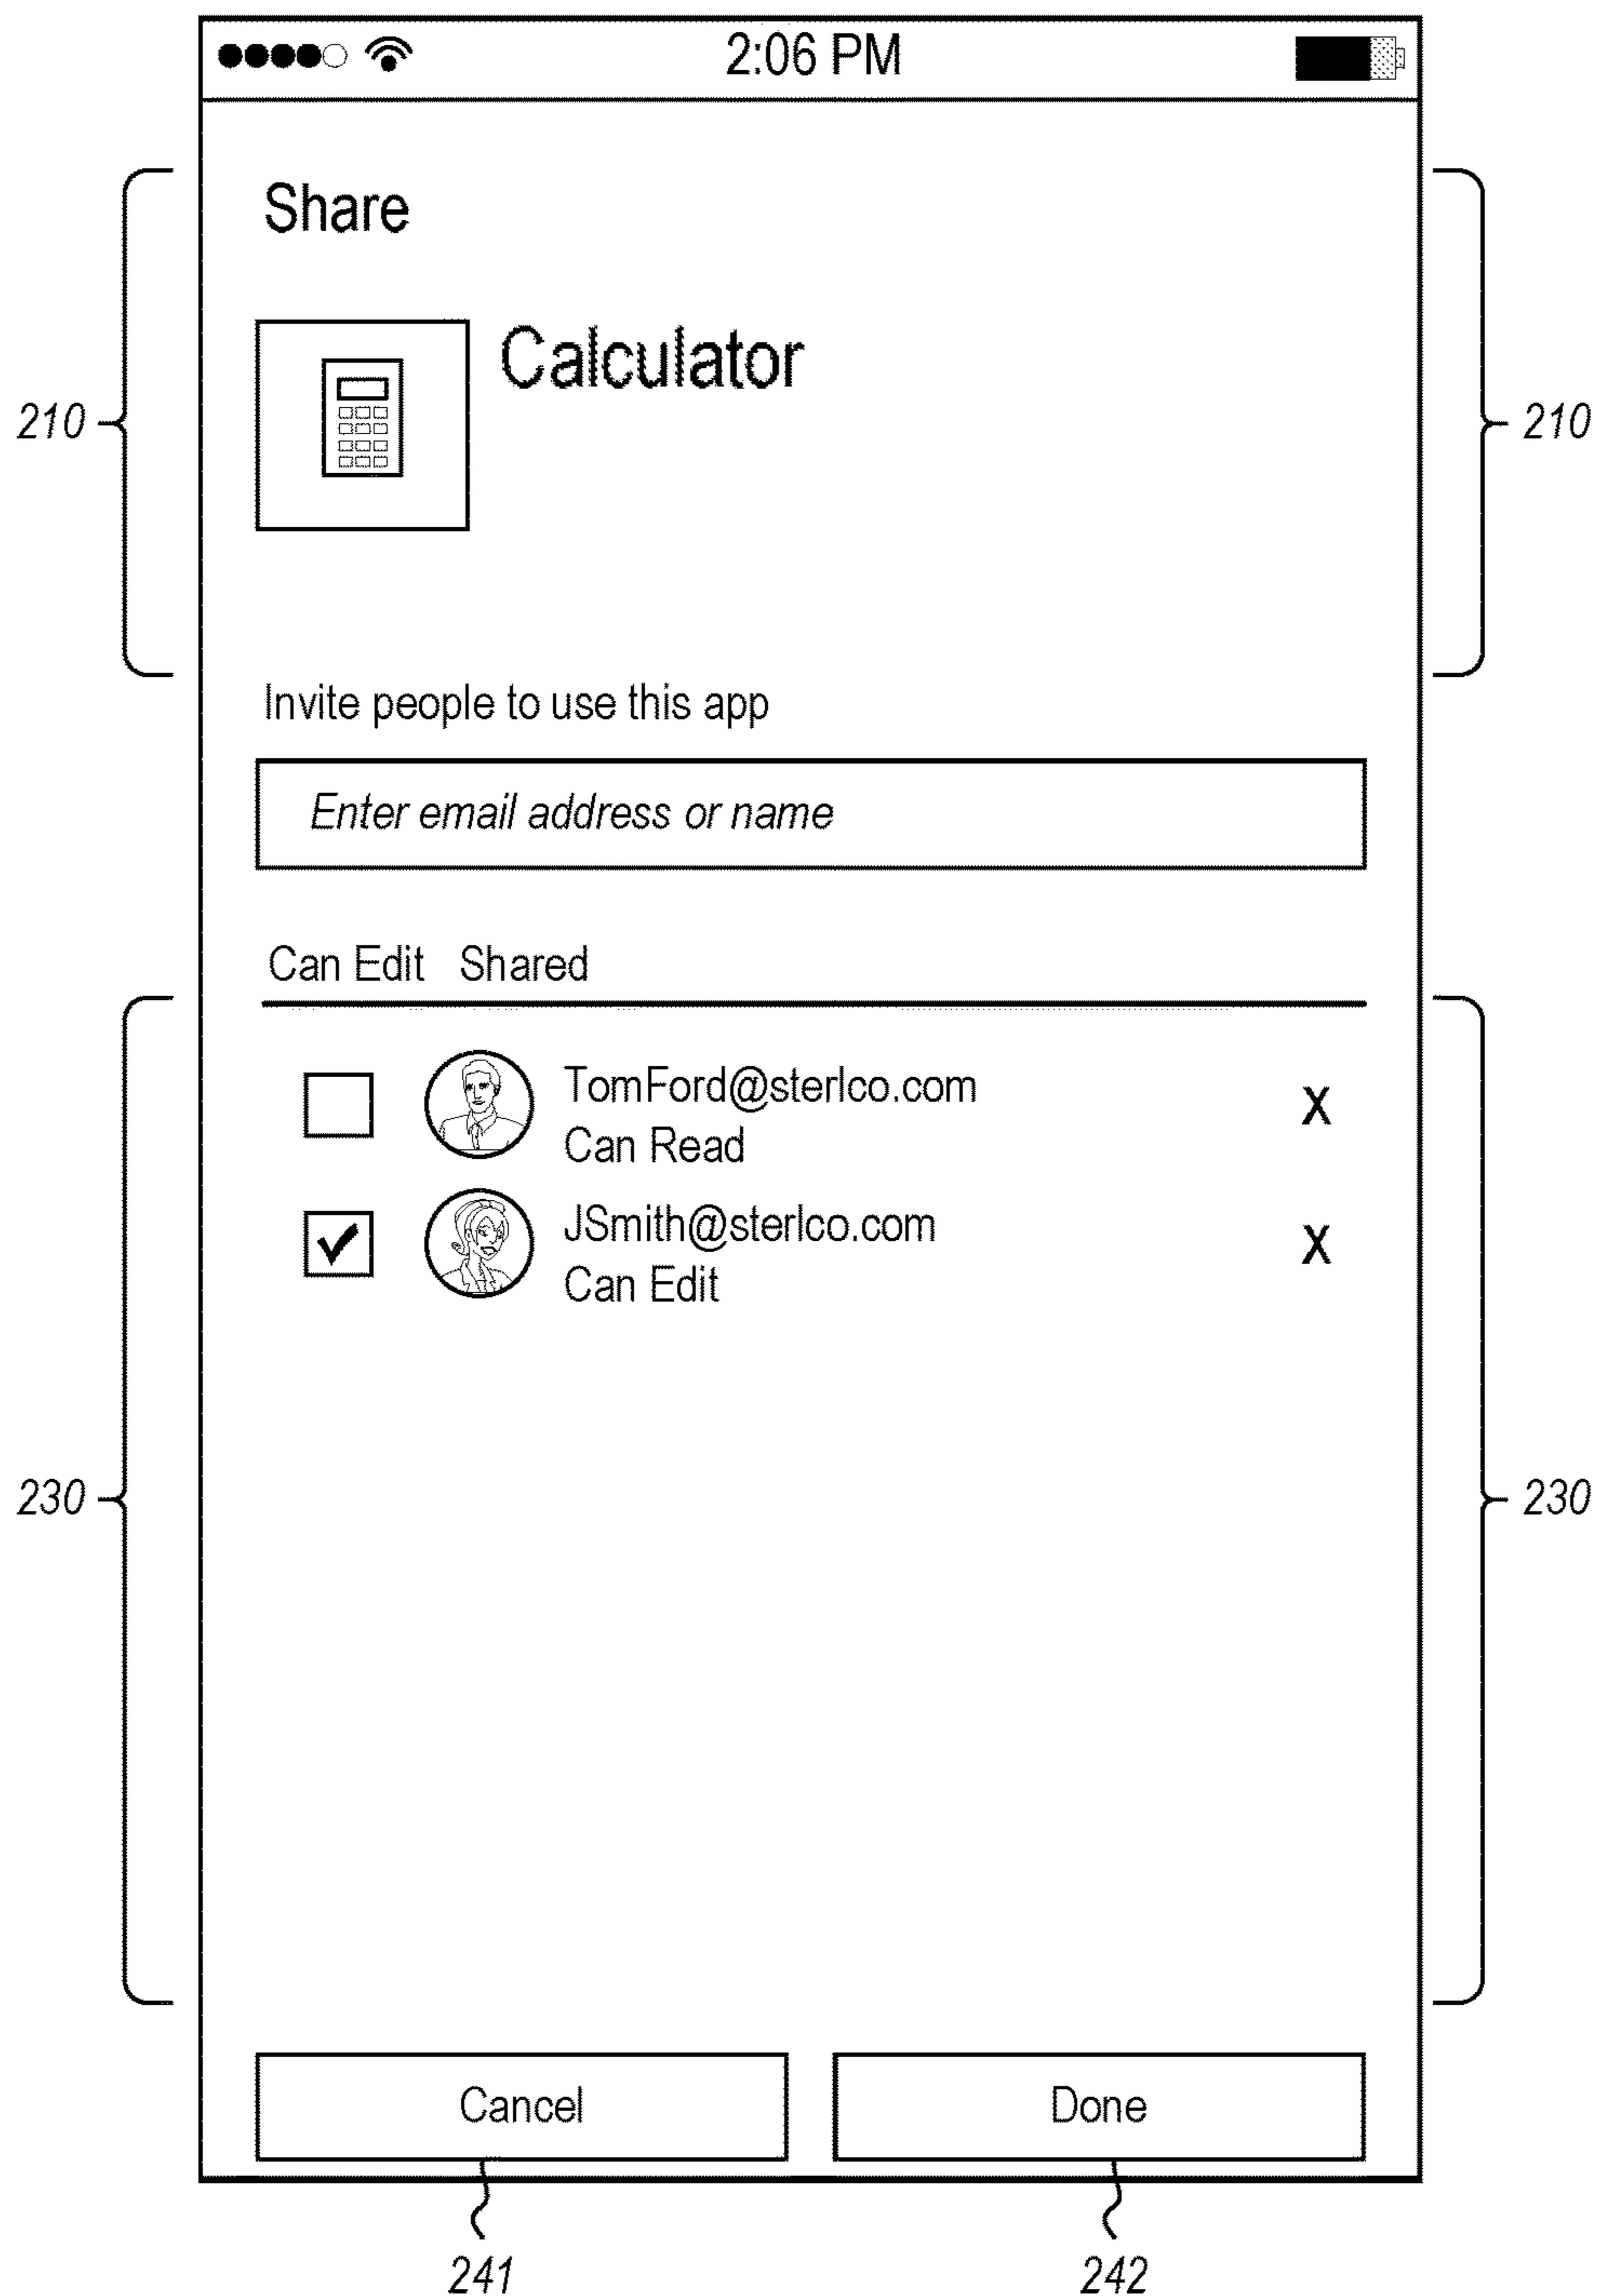 2:06 PM
Share
Calculator
210
210
Invite people to use this app
Enter email address or name
Can Edit Shared
TomFord@sterlco.com
X
Can Read
JSmith@sterlco.com
X
Can Edit
230
230
Cancel
Done
241
242